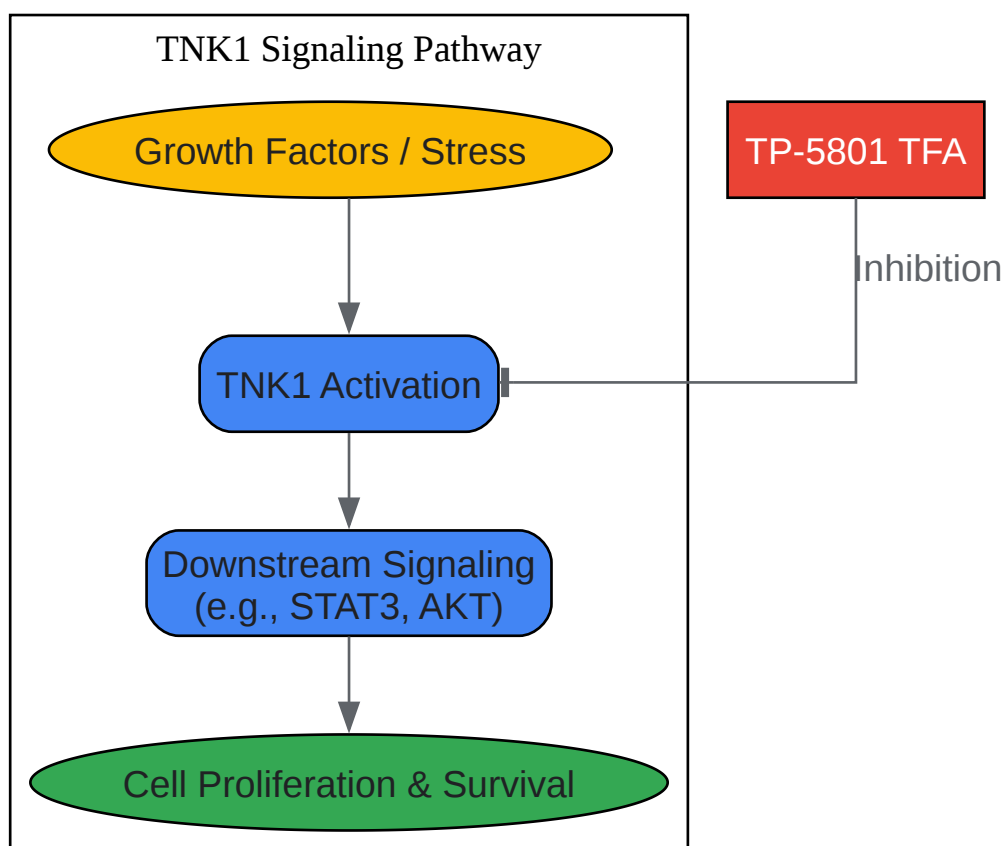 TNK1 Signaling Pathway
Growth Factors / Stress
TP-5801 TFA
Inhibition
TNK1 Activation
Downstream Signaling
(e.g., STAT3, AKT)
Cell Proliferation & Survival